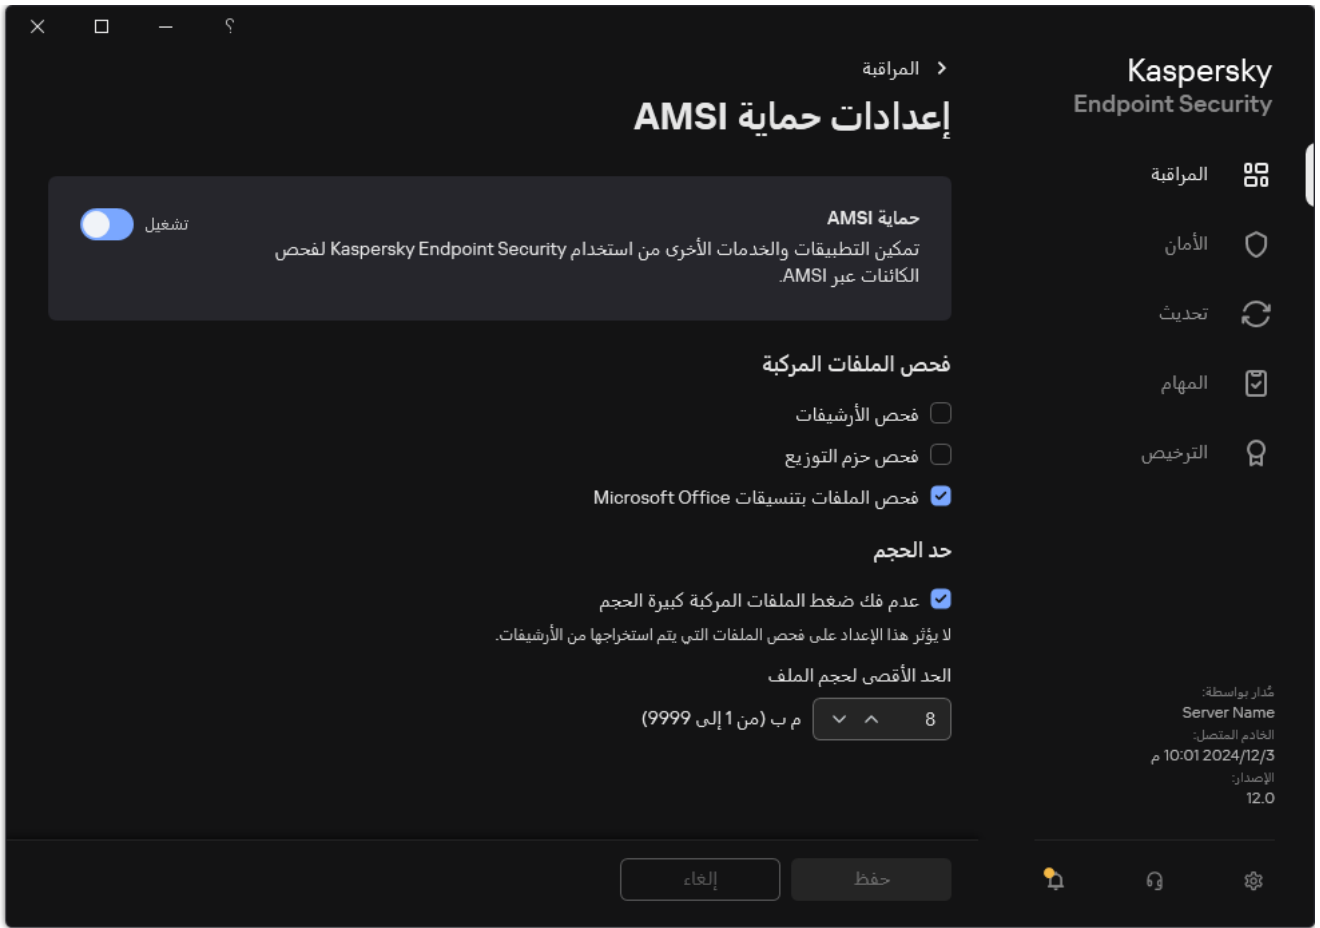 ؟
Kaspersky
Endpoint Security
المراقبة
الأمان
تحديث
المهام
الترخيص
مُدار بواسطة:
Server Name
الخادم المتصل:
2024/12/3 10:01 م
الإصدار:
12.0
المراقبة
إعدادات حماية AMSI
حماية AMSI
تشغيل
تمكين التطبيقات والخدمات الأخرى من استخدام Kaspersky Endpoint Security لفحص
الكائنات عبر AMSI.
فحص الملفات المركبة
فحص الأرشيفات
فحص حزم التوزيع
فحص الملفات بتنسيقات Microsoft Office
حد الحجم
عدم فك ضغط الملفات المركبة كبيرة الحجم
لا يؤثر هذا الإعداد على فحص الملفات التي يتم استخراجها من الأرشيفات.
الحد الأقصى لحجم الملف
8 م ب (من 1 إلى 9999)
حفظ
إلغاء